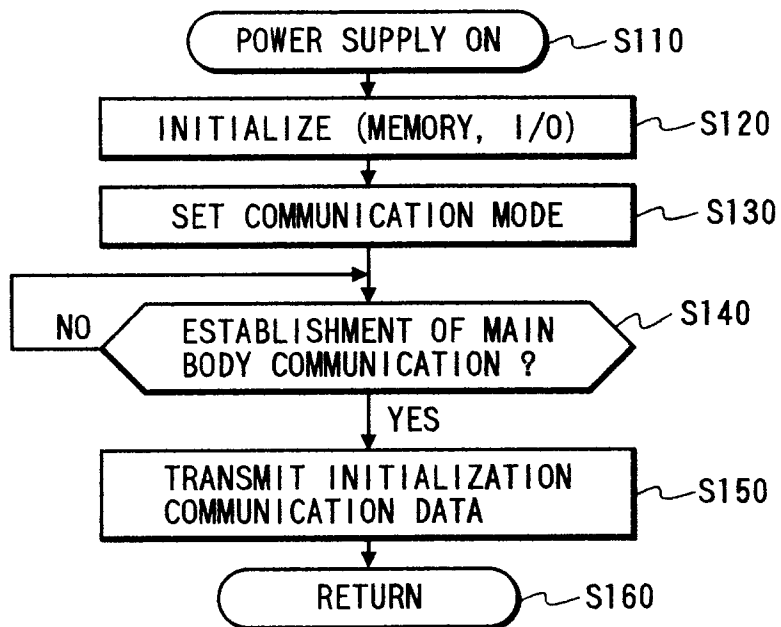 POWER SUPPLY ON
S110
INITIALIZE (MEMORY, I/O)
S120
SET COMMUNICATION MODE
S130
NO
ESTABLISHMENT OF MAIN
BODY COMMUNICATION ?
S140
YES
TRANSMIT INITIALIZATION
COMMUNICATION DATA
S150
RETURN
S160